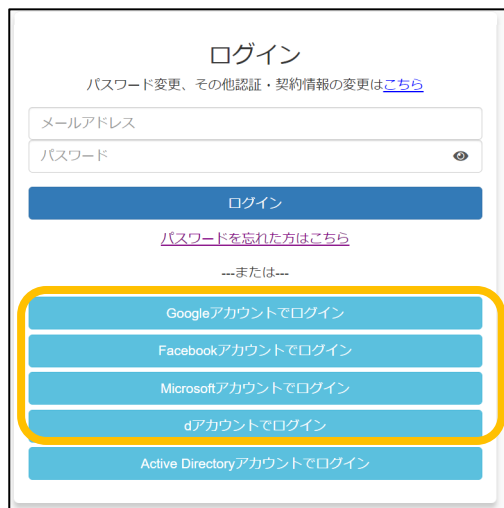 ログイン
パスワード変更、その他認証・契約情報の変更はこちら
メールアドレス
パスワード
ログイン
パスワードを忘れた方はこちら
---または---
Googleアカウントでログイン
Facebookアカウントでログイン
Microsoftアカウントでログイン
dアカウントでログイン
Active Directoryアカウントでログイン